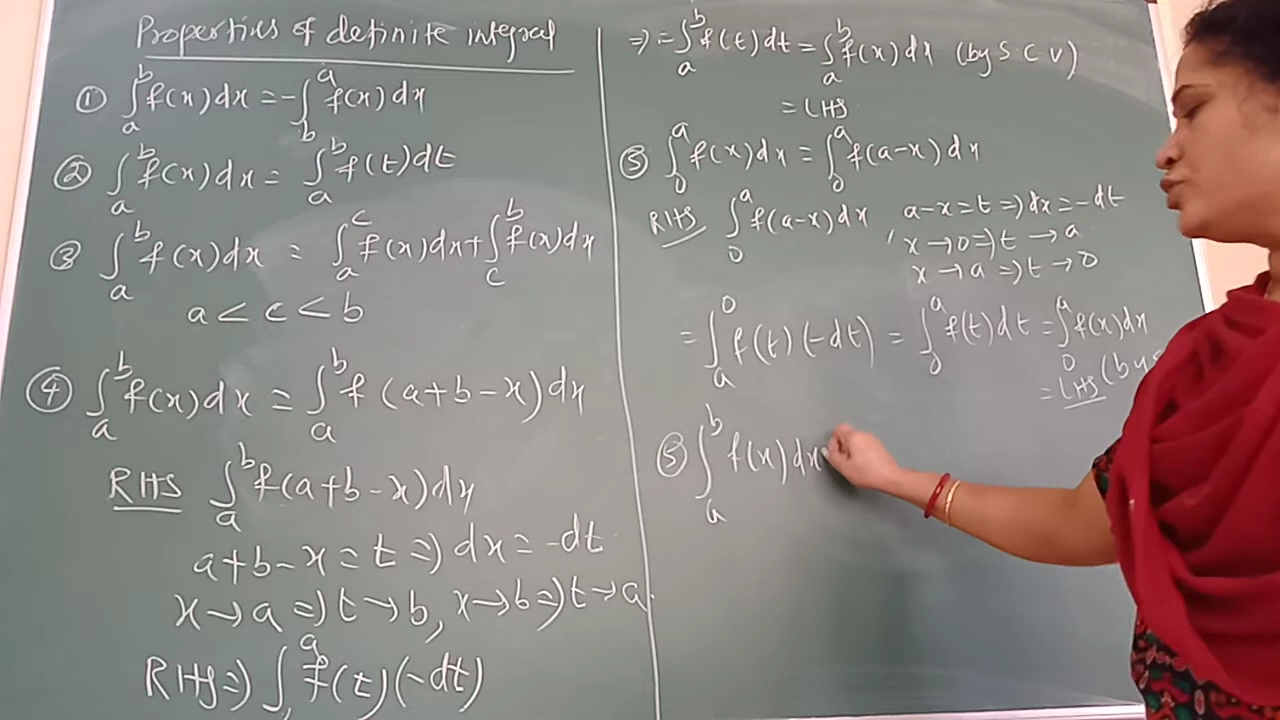 Properties of definite integral
① ∫_a^b f(x)dx = -∫_b^a f(x)dx
② ∫_a^b f(x)dx = ∫_a^b f(t)dt
③ ∫_a^b f(x)dx = ∫_a^c f(x)dx + ∫_c^b f(x)dx
a < c < b
④ ∫_a^b f(x)dx = ∫_a^b f(a+b-x)dx
RHS ∫_a^b f(a+b-x)dx
a+b-x = t ⇒ dx = -dt
x→a ⇒ t→b, x→b ⇒ t→a.
RHS ⇒ ∫^a f(t)(-dt)
⇒ = ∫_a^b f(t)dt = ∫_a^b f(x)dx (by S C V)
= LHS
⑤ ∫_0^a f(x)dx = ∫_0^a f(a-x)dx
RHS ∫_0^a f(a-x)dx, a-x=t ⇒ dx = -dt
x→0 ⇒ t→a
x→a ⇒ t→0
= ∫_a^0 f(t)(-dt) = ∫_0^a f(t)dt = ∫_0^a f(x)dx
= LHS (by
⑤ ∫_a^b f(x)dx